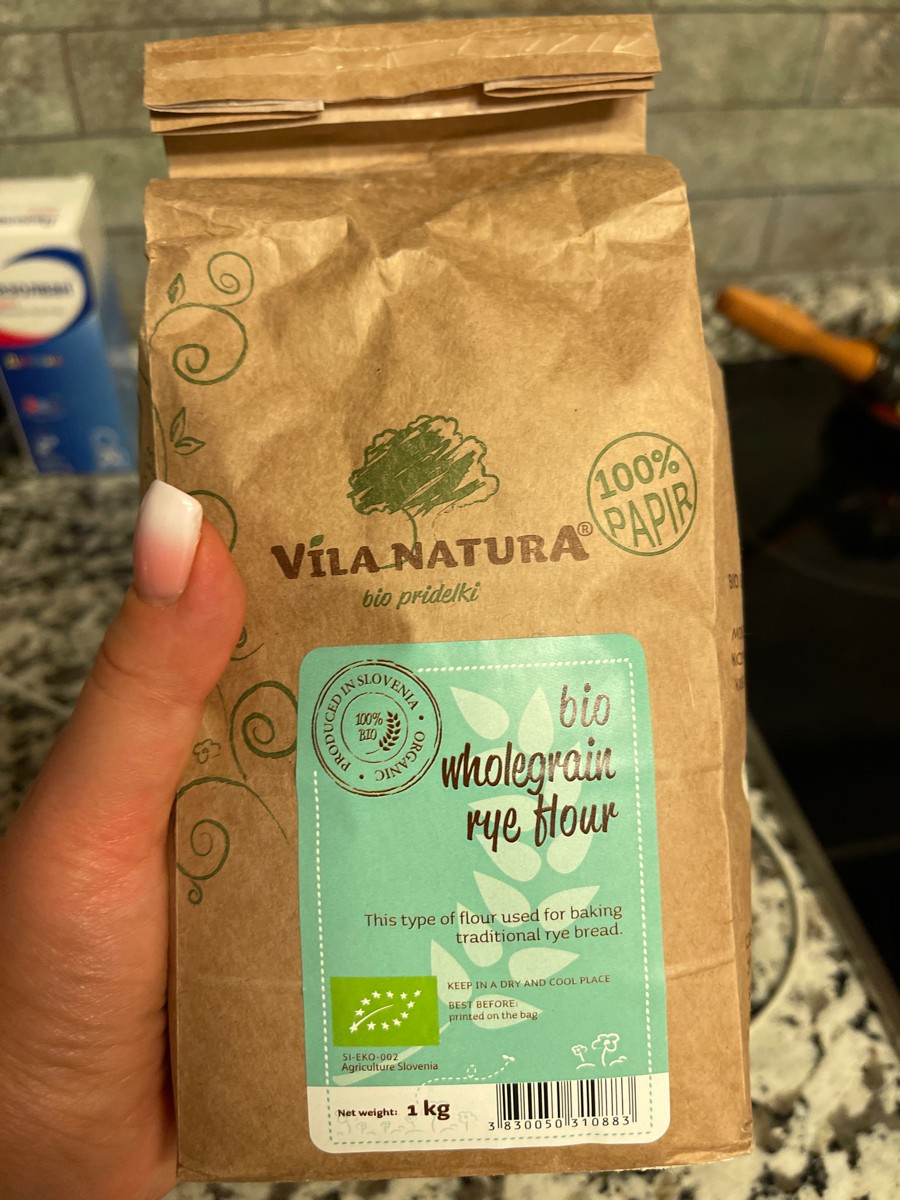 100%
PAPIR
VILA NATURA®
bio pridelki
PRODUCED IN SLOVENIA • ORGANIC •
100%
BIO
bio
wholegrain
rye flour
This type of flour used for baking
traditional rye bread.
KEEP IN A DRY AND COOL PLACE
BEST BEFORE:
printed on the bag
SI-EKO-002
Agriculture Slovenia
Net weight: 1 kg
3 830050 310883